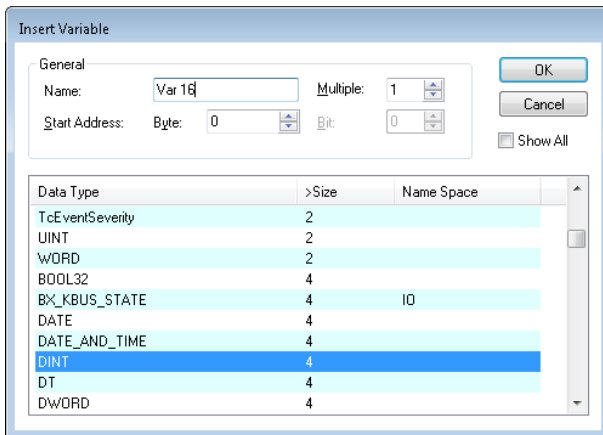 Insert Variable
General
OK
Name: Var 16 Multiple: 1
Cancel
Start Address: Byte: 0 Bit: 0
Show All
Data Type >Size Name Space
TcEventSeverity 2
UINT 2
WORD 2
BOOL32 4
BX_KBUS_STATE 4 IO
DATE 4
DATE_AND_TIME 4
DINT 4
DT 4
DWORD 4